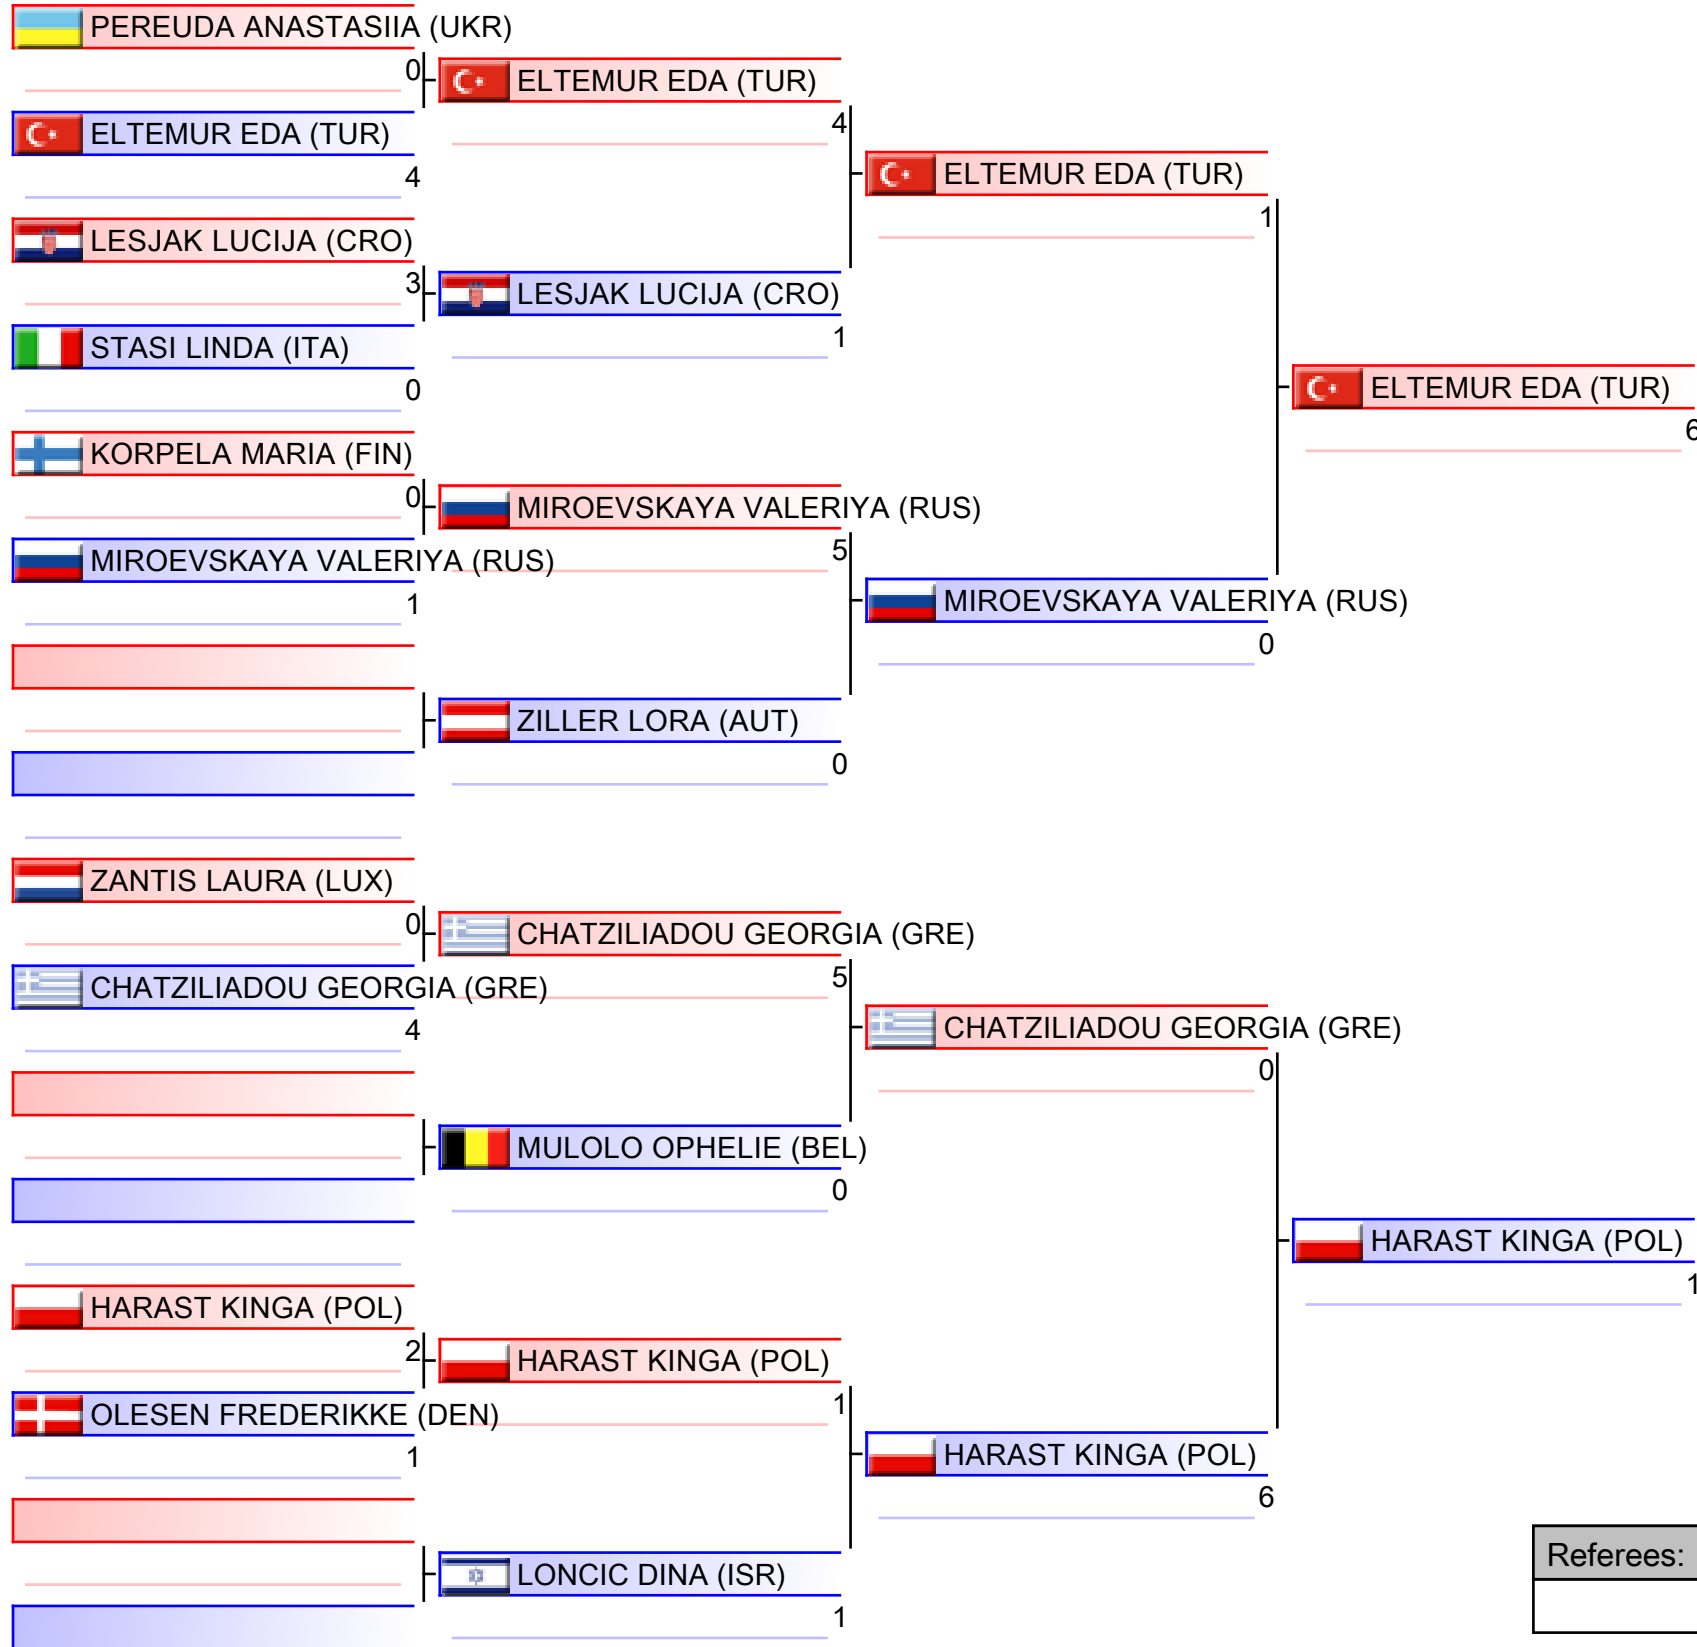 PEREUDA ANASTASIIA (UKR)
0
ELTEMUR EDA (TUR)
ELTEMUR EDA (TUR)
4
4
ELTEMUR EDA (TUR)
1
LESJAK LUCIJA (CRO)
3
LESJAK LUCIJA (CRO)
1
STASI LINDA (ITA)
0
ELTEMUR EDA (TUR)
6
KORPELA MARIA (FIN)
0
MIROEVSKAYA VALERIYA (RUS)
5
MIROEVSKAYA VALERIYA (RUS)
1
MIROEVSKAYA VALERIYA (RUS)
0
ZILLER LORA (AUT)
0
ZANTIS LAURA (LUX)
0
CHATZILIADOU GEORGIA (GRE)
5
CHATZILIADOU GEORGIA (GRE)
4
CHATZILIADOU GEORGIA (GRE)
0
MULOLO OPHELIE (BEL)
0
HARAST KINGA (POL)
1
HARAST KINGA (POL)
2
HARAST KINGA (POL)
1
OLESEN FREDERIKKE (DEN)
1
HARAST KINGA (POL)
6
LONCIC DINA (ISR)
1
Referees: